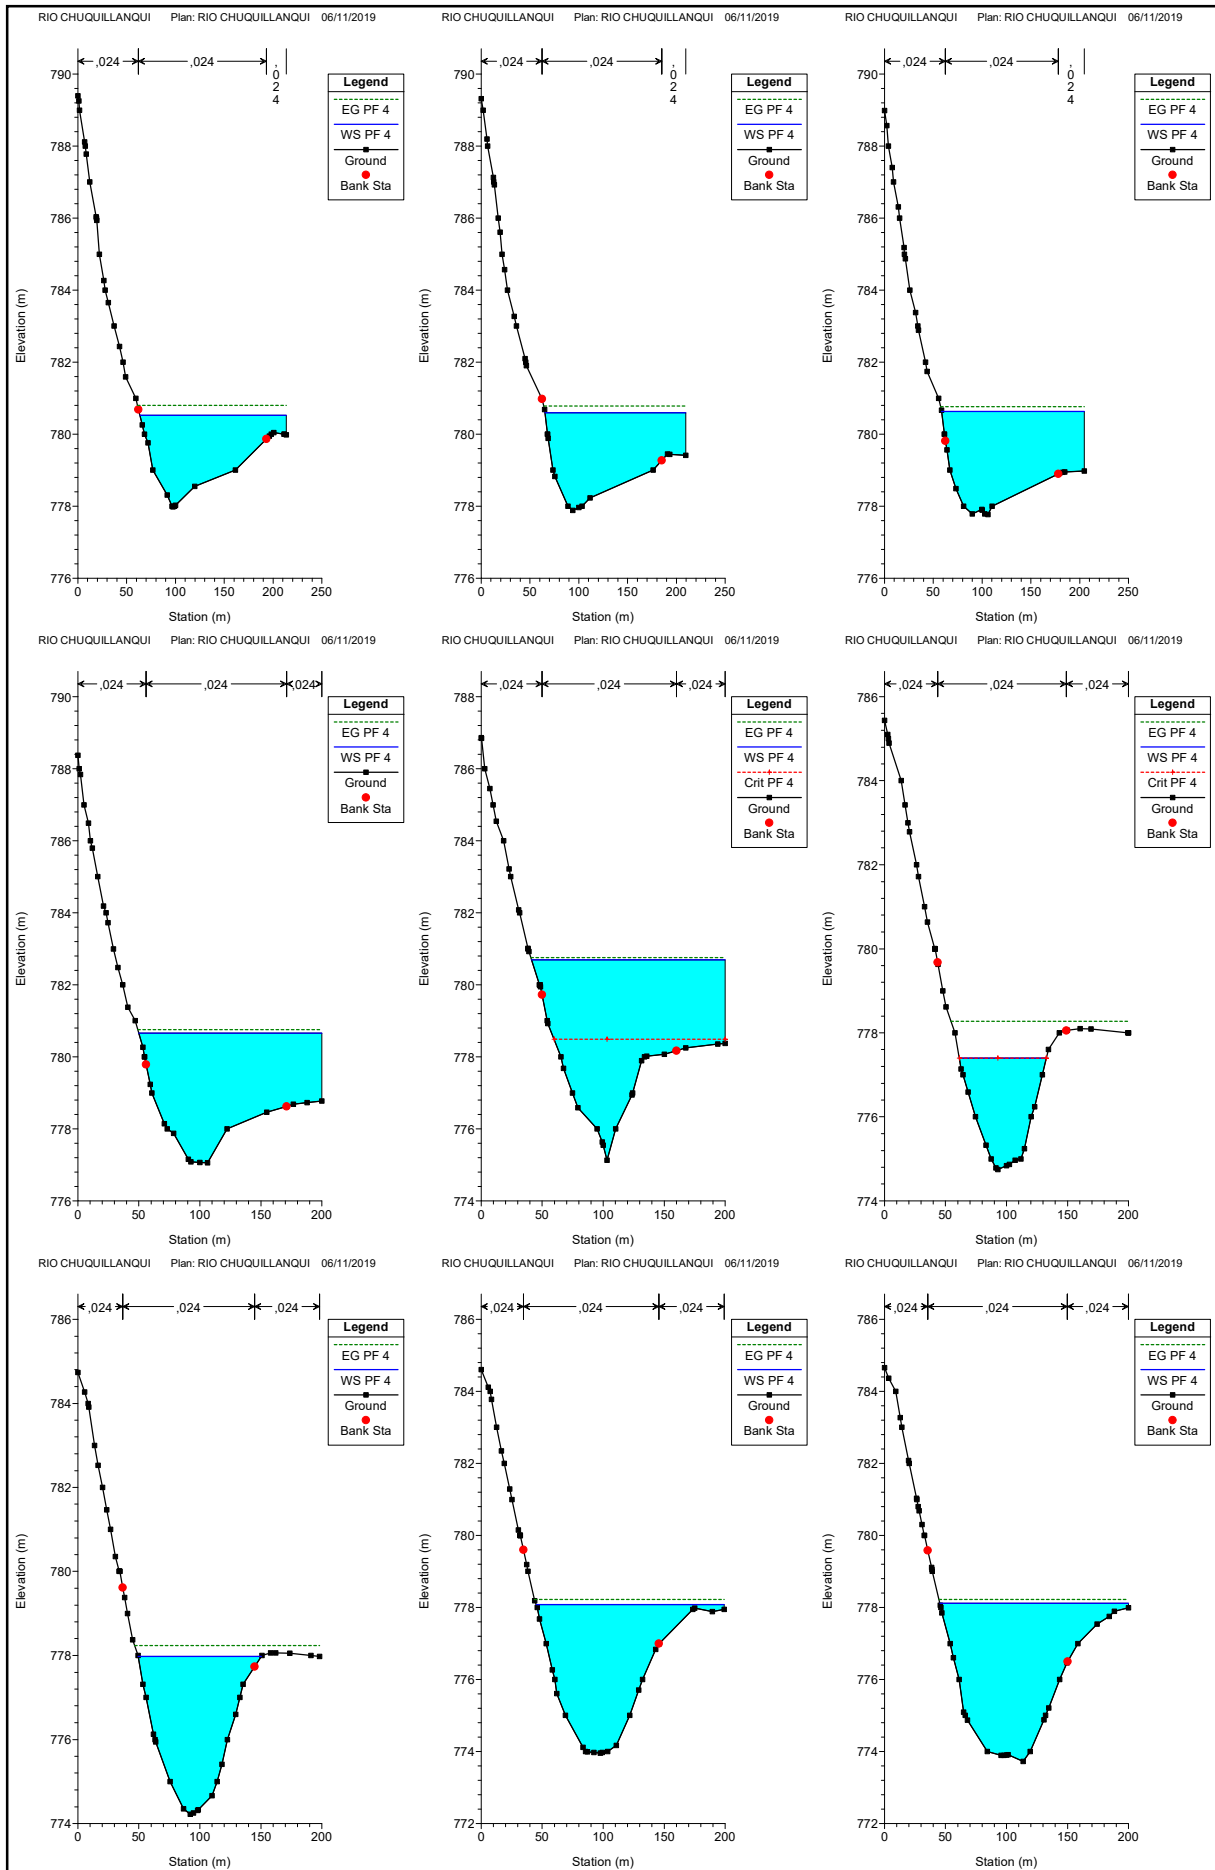 RIO CHUQUILLANQUI Plan: RIO CHUQUILLANQUI 06/11/2019
,024 ,024 ,024
790
788
786
784
782
780
778
776
Elevation (m)
Legend
EG PF 4
WS PF 4
Ground
Bank Sta
0 50 100 150 200 250
Station (m)
RIO CHUQUILLANQUI Plan: RIO CHUQUILLANQUI 06/11/2019
,024 ,024 ,024
790
788
786
784
782
780
778
776
Elevation (m)
Legend
EG PF 4
WS PF 4
Ground
Bank Sta
0 50 100 150 200 250
Station (m)
RIO CHUQUILLANQUI Plan: RIO CHUQUILLANQUI 06/11/2019
,024 ,024 ,024
790
788
786
784
782
780
778
776
Elevation (m)
Legend
EG PF 4
WS PF 4
Ground
Bank Sta
0 50 100 150 200 250
Station (m)
RIO CHUQUILLANQUI Plan: RIO CHUQUILLANQUI 06/11/2019
,024 ,024 ,024
790
788
786
784
782
780
778
776
Elevation (m)
Legend
EG PF 4
WS PF 4
Ground
Bank Sta
0 50 100 150 200
Station (m)
RIO CHUQUILLANQUI Plan: RIO CHUQUILLANQUI 06/11/2019
,024 ,024 ,024
788
786
784
782
780
778
776
774
Elevation (m)
Legend
EG PF 4
WS PF 4
Crit PF 4
Ground
Bank Sta
0 50 100 150 200
Station (m)
RIO CHUQUILLANQUI Plan: RIO CHUQUILLANQUI 06/11/2019
,024 ,024 ,024
786
784
782
780
778
776
774
Elevation (m)
Legend
EG PF 4
WS PF 4
Crit PF 4
Ground
Bank Sta
0 50 100 150 200
Station (m)
RIO CHUQUILLANQUI Plan: RIO CHUQUILLANQUI 06/11/2019
,024 ,024 ,024
786
784
782
780
778
776
774
Elevation (m)
Legend
EG PF 4
WS PF 4
Ground
Bank Sta
0 50 100 150 200
Station (m)
RIO CHUQUILLANQUI Plan: RIO CHUQUILLANQUI 06/11/2019
,024 ,024 ,024
786
784
782
780
778
776
774
772
Elevation (m)
Legend
EG PF 4
WS PF 4
Ground
Bank Sta
0 50 100 150 200
Station (m)
RIO CHUQUILLANQUI Plan: RIO CHUQUILLANQUI 06/11/2019
,024 ,024 ,024
786
784
782
780
778
776
774
772
Elevation (m)
Legend
EG PF 4
WS PF 4
Ground
Bank Sta
0 50 100 150 200
Station (m)